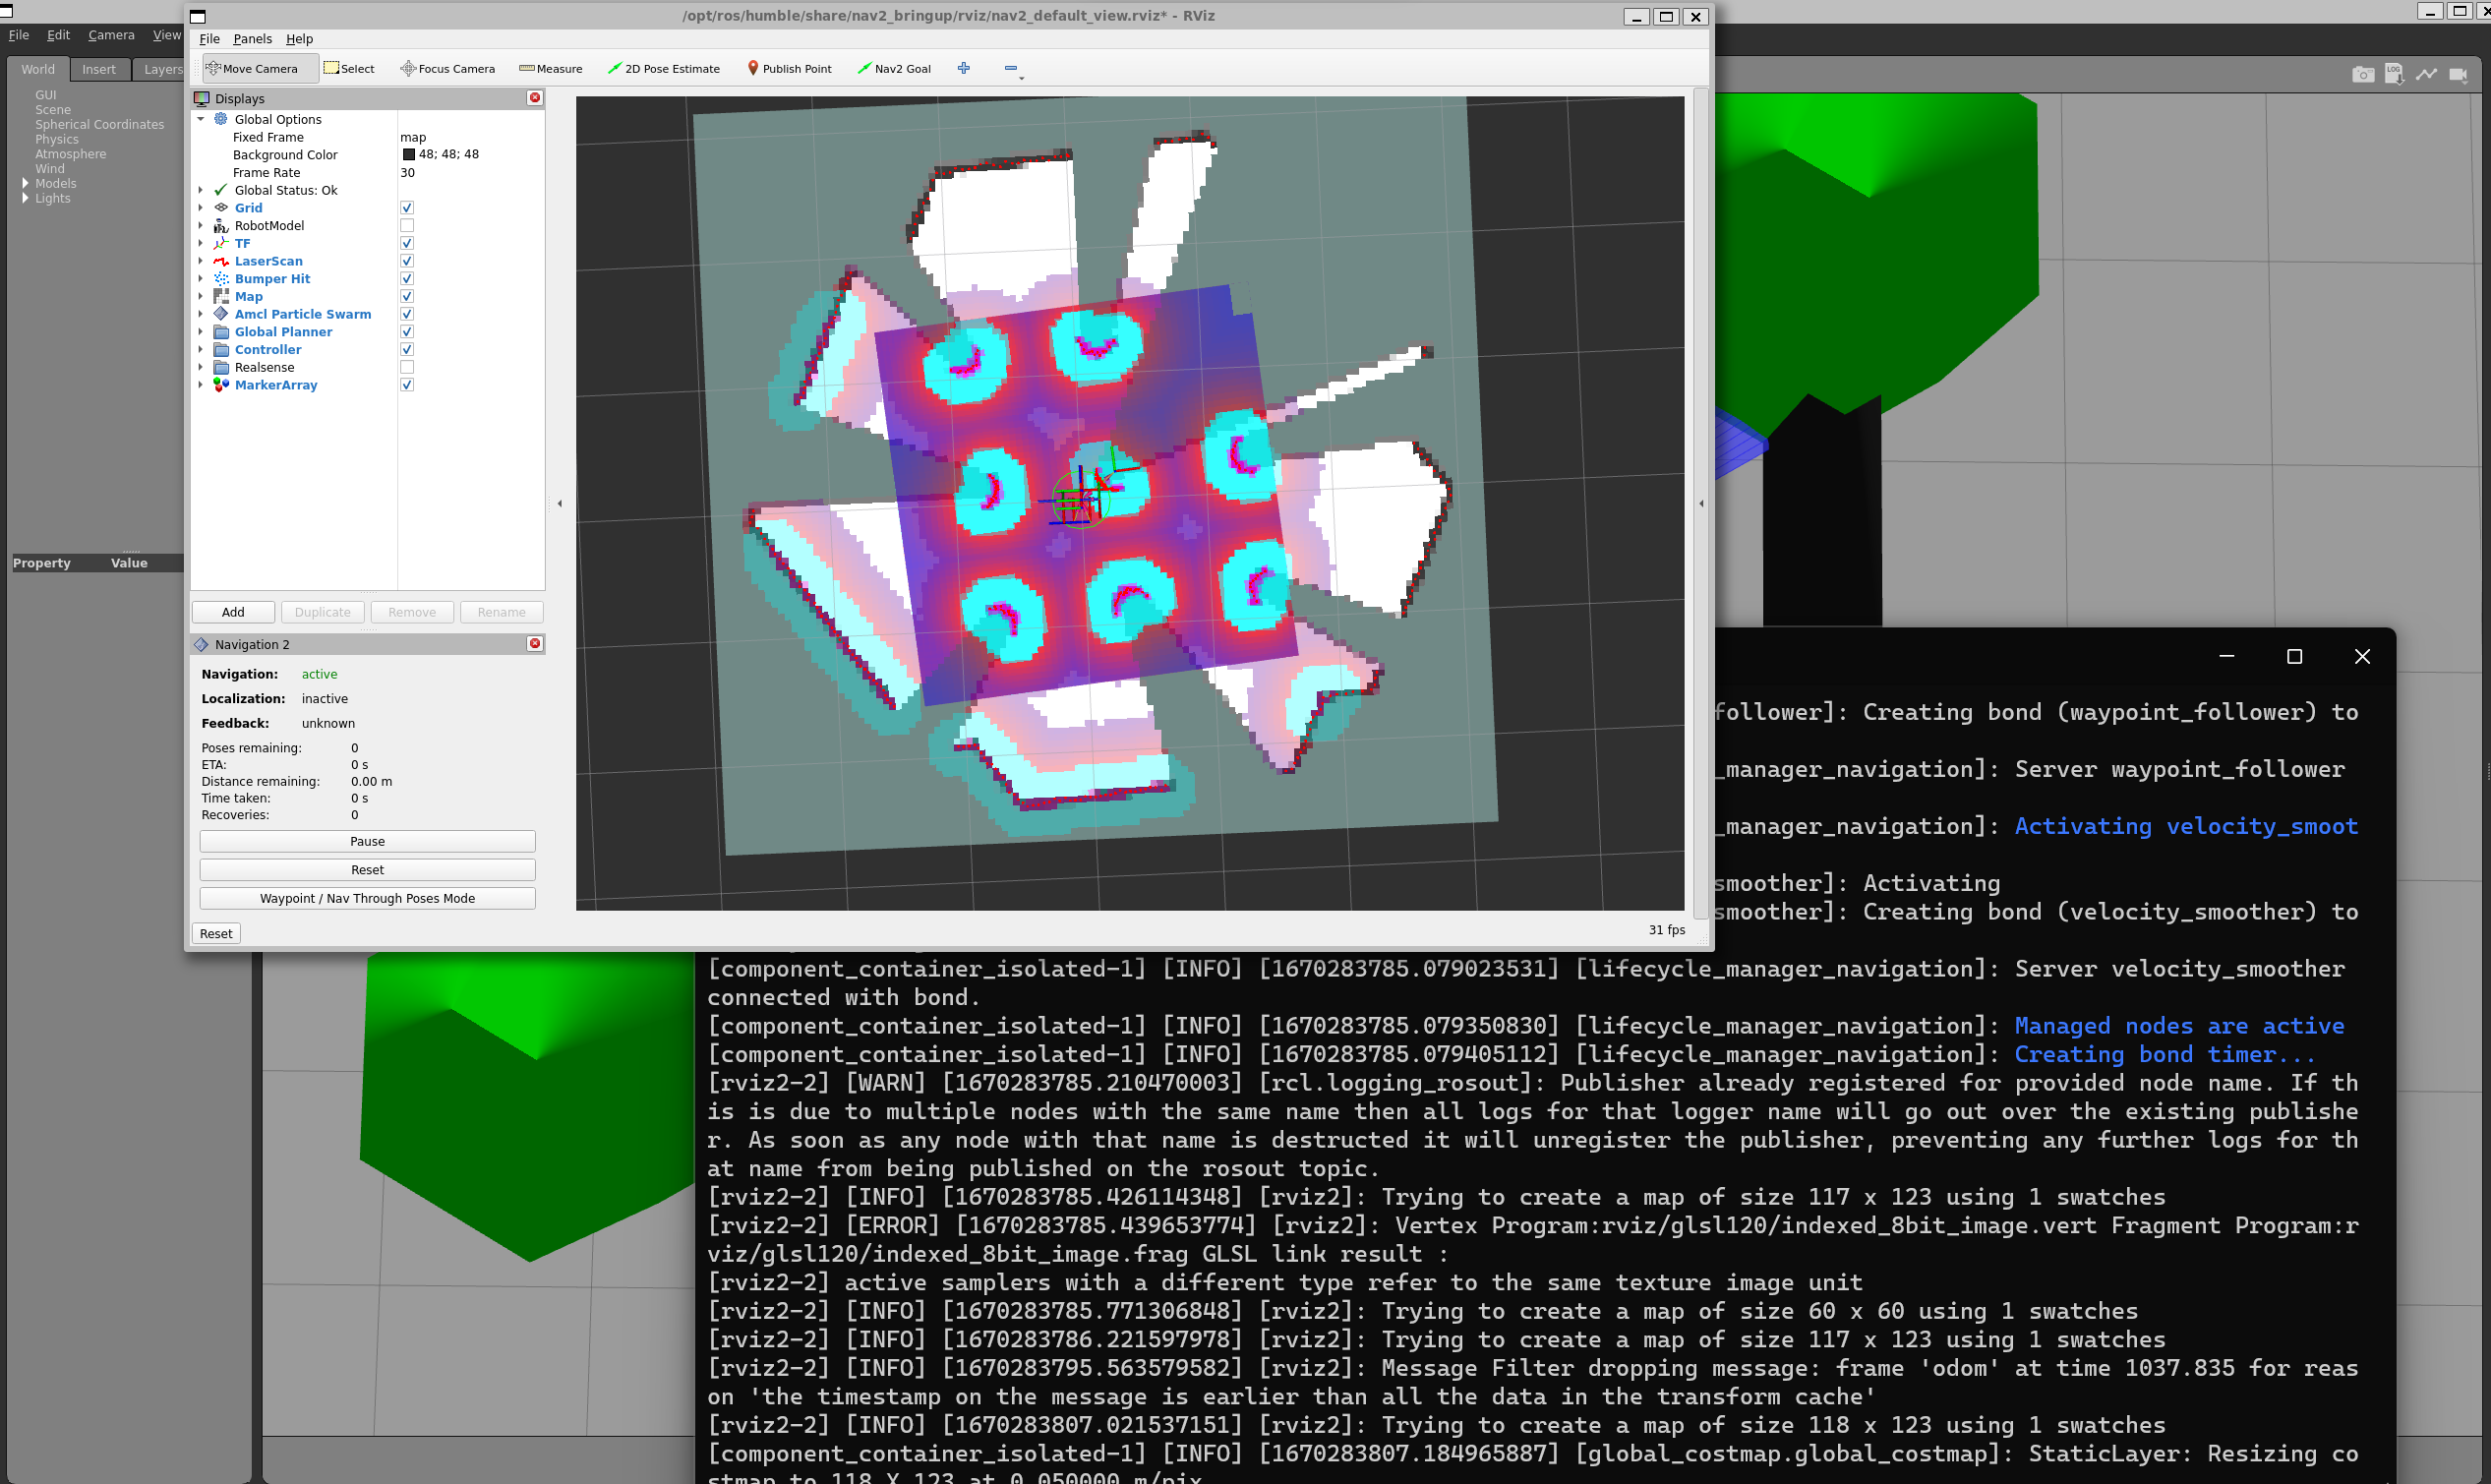 /opt/ros/humble/share/nav2_bringup/rviz/nav2_default_view.rviz* - RViz
File Edit Camera View
World Insert Layers
GUI
Scene
Spherical Coordinates
Physics
Atmosphere
Wind
Models
Lights
Property Value
File Panels Help
Move Camera Select Focus Camera Measure 2D Pose Estimate Publish Point Nav2 Goal
Displays
Global Options
Fixed Frame map
Background Color 48; 48; 48
Frame Rate 30
Global Status: Ok
Grid
RobotModel
TF
LaserScan
Bumper Hit
Map
Amcl Particle Swarm
Global Planner
Controller
Realsense
MarkerArray
Add Duplicate Remove Rename
Navigation 2
Navigation: active
Localization: inactive
Feedback: unknown
Poses remaining: 0
ETA: 0 s
Distance remaining: 0.00 m
Time taken: 0 s
Recoveries: 0
Pause
Reset
Waypoint / Nav Through Poses Mode
Reset
31 fps
LOG
follower]: Creating bond (waypoint_follower) to
_manager_navigation]: Server waypoint_follower
_manager_navigation]: Activating velocity_smoot
smoother]: Activating
smoother]: Creating bond (velocity_smoother) to
[component_container_isolated-1] [INFO] [1670283785.079023531] [lifecycle_manager_navigation]: Server velocity_smoother
connected with bond.
[component_container_isolated-1] [INFO] [1670283785.079350830] [lifecycle_manager_navigation]: Managed nodes are active
[component_container_isolated-1] [INFO] [1670283785.079405112] [lifecycle_manager_navigation]: Creating bond timer...
[rviz2-2] [WARN] [1670283785.210470003] [rcl.logging_rosout]: Publisher already registered for provided node name. If th
is is due to multiple nodes with the same name then all logs for that logger name will go out over the existing publishe
r. As soon as any node with that name is destructed it will unregister the publisher, preventing any further logs for th
at name from being published on the rosout topic.
[rviz2-2] [INFO] [1670283785.426114348] [rviz2]: Trying to create a map of size 117 x 123 using 1 swatches
[rviz2-2] [ERROR] [1670283785.439653774] [rviz2]: Vertex Program:rviz/glsl120/indexed_8bit_image.vert Fragment Program:r
viz/glsl120/indexed_8bit_image.frag GLSL link result :
[rviz2-2] active samplers with a different type refer to the same texture image unit
[rviz2-2] [INFO] [1670283785.771306848] [rviz2]: Trying to create a map of size 60 x 60 using 1 swatches
[rviz2-2] [INFO] [1670283786.221597978] [rviz2]: Trying to create a map of size 117 x 123 using 1 swatches
[rviz2-2] [INFO] [1670283795.563579582] [rviz2]: Message Filter dropping message: frame 'odom' at time 1037.835 for reas
on 'the timestamp on the message is earlier than all the data in the transform cache'
[rviz2-2] [INFO] [1670283807.021537151] [rviz2]: Trying to create a map of size 118 x 123 using 1 swatches
[component_container_isolated-1] [INFO] [1670283807.184965887] [global_costmap.global_costmap]: StaticLayer: Resizing co
stmap to 118 X 123 at 0.050000 m/pix